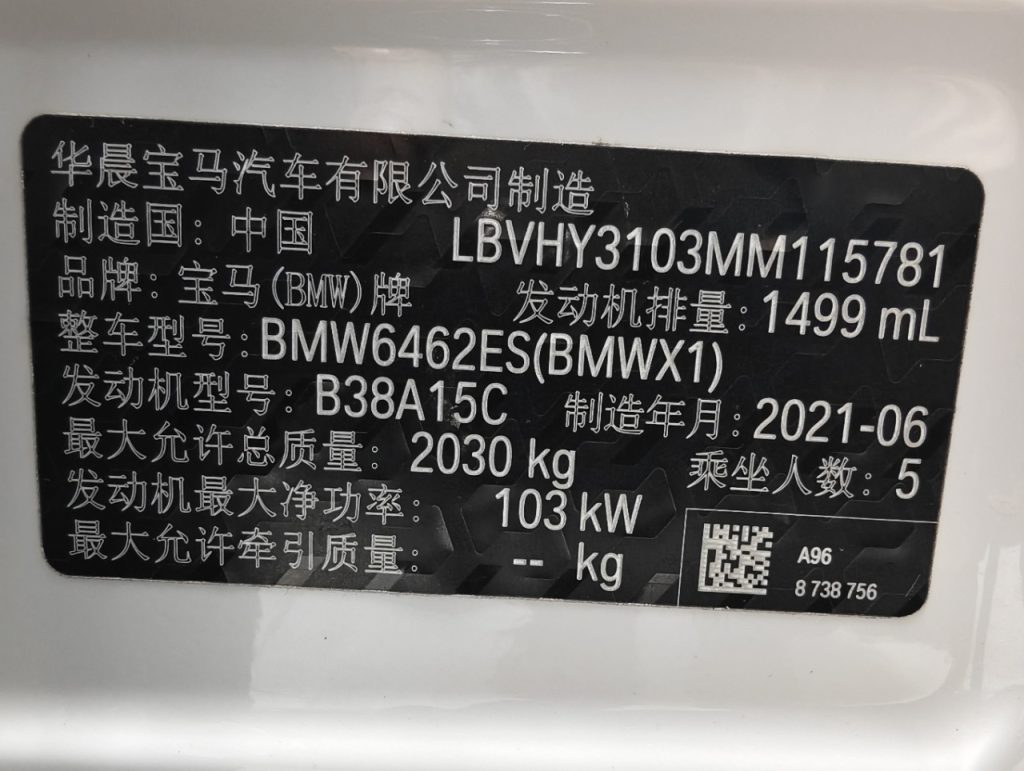 华晨宝马汽车有限公司制造
制造国：中国 LBVHY3103MM115781
品牌：宝马(BMW)牌 发动机排量：1499 mL
整车型号：BMW6462ES(BMWX1)
发动机型号：B38A15C 制造年月：2021-06
最大允许总质量：2030 kg 乘坐人数：5
发动机最大净功率：103 kW
最大允许牵引质量：-- kg
A96
8 738 756